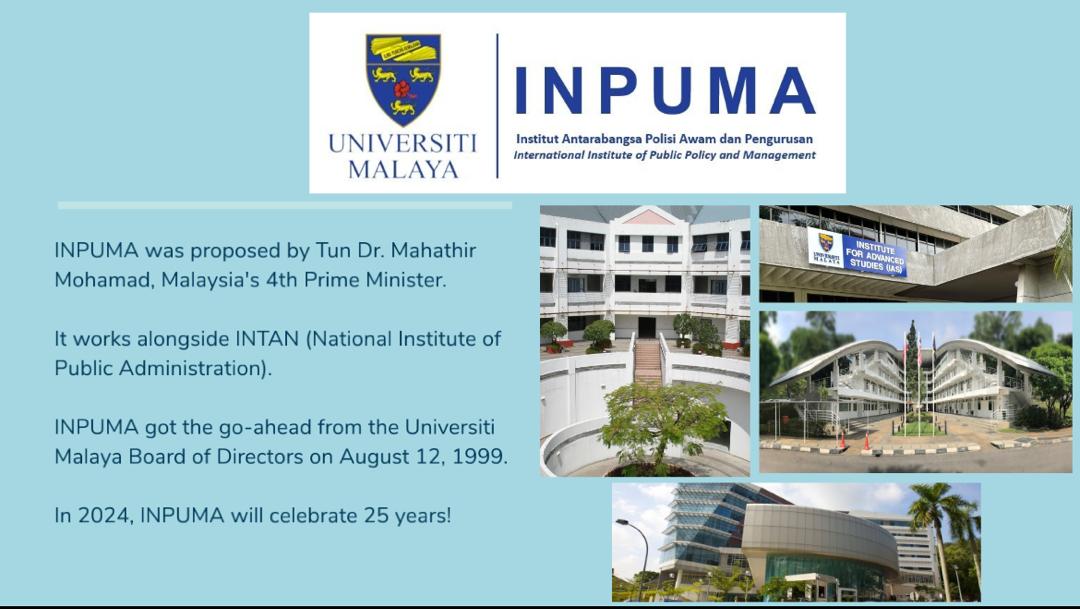 UNIVERSITI
MALAYA
INPUMA
Institut Antarabangsa Polisi Awam dan Pengurusan
International Institute of Public Policy and Management
INPUMA was proposed by Tun Dr. Mahathir
Mohamad, Malaysia's 4th Prime Minister.
It works alongside INTAN (National Institute of
Public Administration).
INPUMA got the go-ahead from the Universiti
Malaya Board of Directors on August 12, 1999.
In 2024, INPUMA will celebrate 25 years!
UNIVERSITI
MALAYA
INSTITUTE
FOR ADVANCED
STUDIES (IAS)